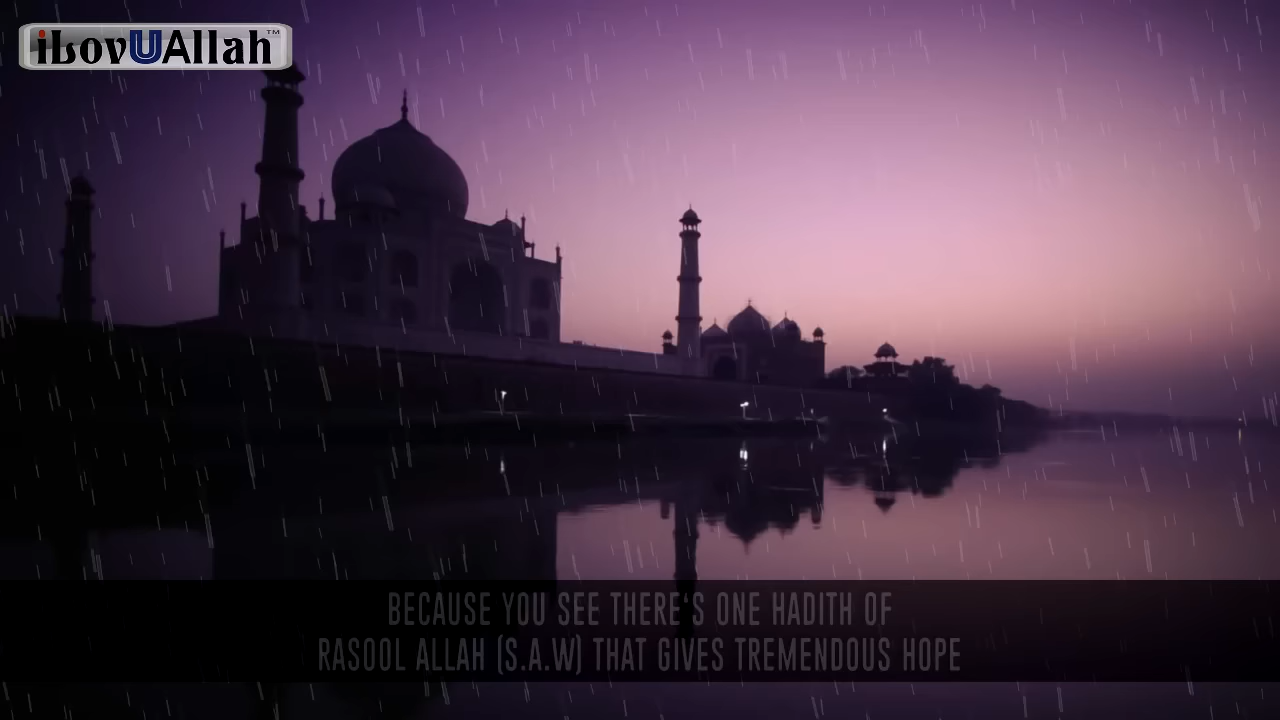 iLovUAllah™
BECAUSE YOU SEE THERE'S ONE HADITH OF
RASOOL ALLAH (S.A.W) THAT GIVES TREMENDOUS HOPE